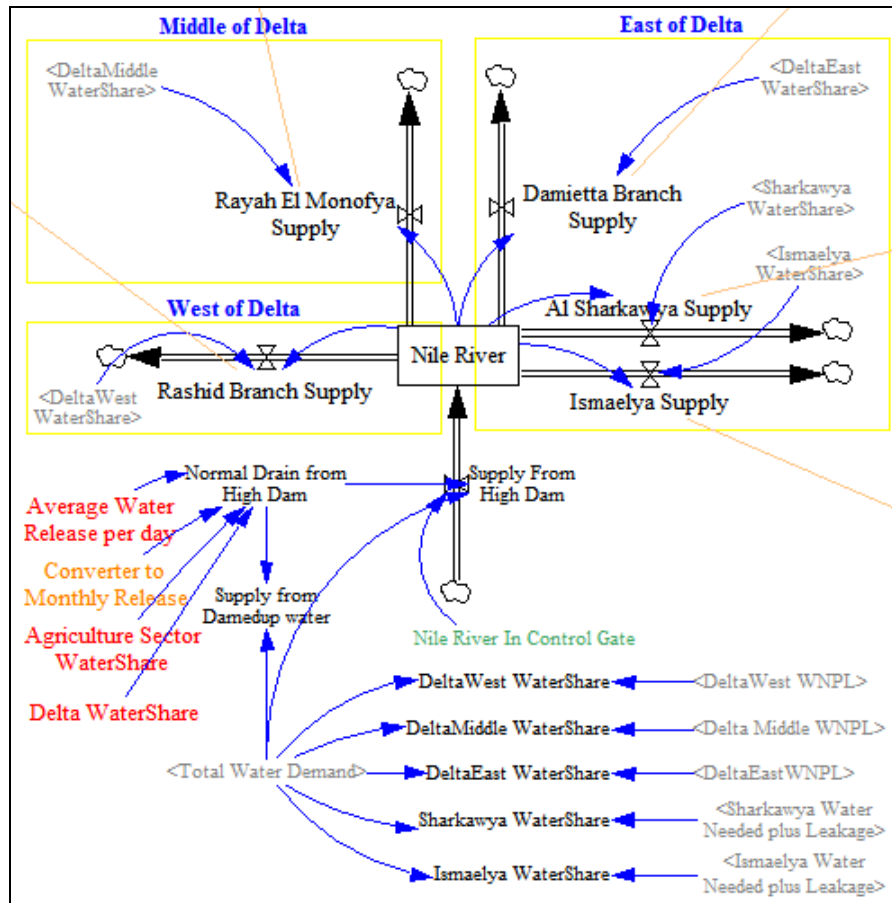 Middle of Delta
East of Delta
<DeltaMiddle
WaterShare>
<DeltaEast
WaterShare>
Rayah El Monofya
Supply
Damietta Branch
Supply
<Sharkawya
WaterShare>
<Ismaelya
WaterShare>
West of Delta
Al Sharkawya Supply
Nile River
<DeltaWest
WaterShare>
Rashid Branch Supply
Ismaelya Supply
Normal Drain from
High Dam
Supply From
High Dam
Average Water
Release per day
Converter to
Monthly Release
Supply from
Damedup water
Agriculture Sector
WaterShare
Nile River In Control Gate
Delta WaterShare
DeltaWest WaterShare
<DeltaWest WNPL>
DeltaMiddle WaterShare
<Delta Middle WNPL>
<Total Water Demand>
DeltaEast WaterShare
<DeltaEastWNPL>
Sharkawya WaterShare
<Sharkawya Water
Needed plus Leakage>
Ismaelya WaterShare
<Ismaelya Water
Needed plus Leakage>